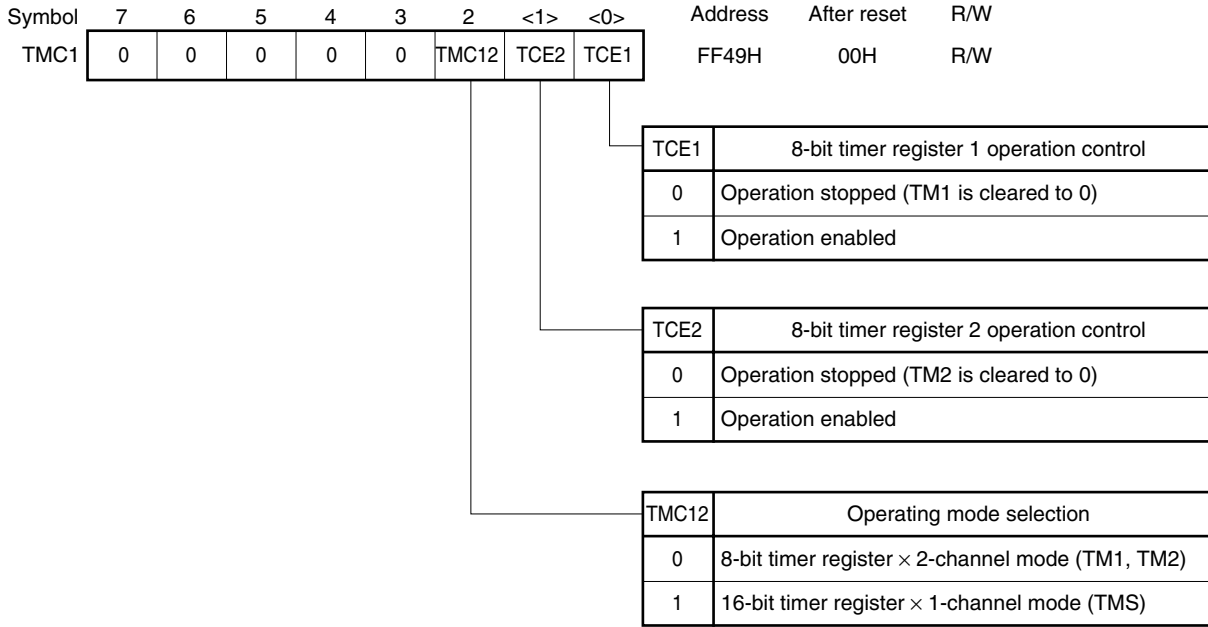 Symbol 7 6 5 4 3 2 <1> <0> Address After reset R/W
TMC1 0 0 0 0 0 TMC12 TCE2 TCE1 FF49H 00H R/W
TCE1 8-bit timer register 1 operation control
0 Operation stopped (TM1 is cleared to 0)
1 Operation enabled
TCE2 8-bit timer register 2 operation control
0 Operation stopped (TM2 is cleared to 0)
1 Operation enabled
TMC12 Operating mode selection
0 8-bit timer register × 2-channel mode (TM1, TM2)
1 16-bit timer register × 1-channel mode (TMS)